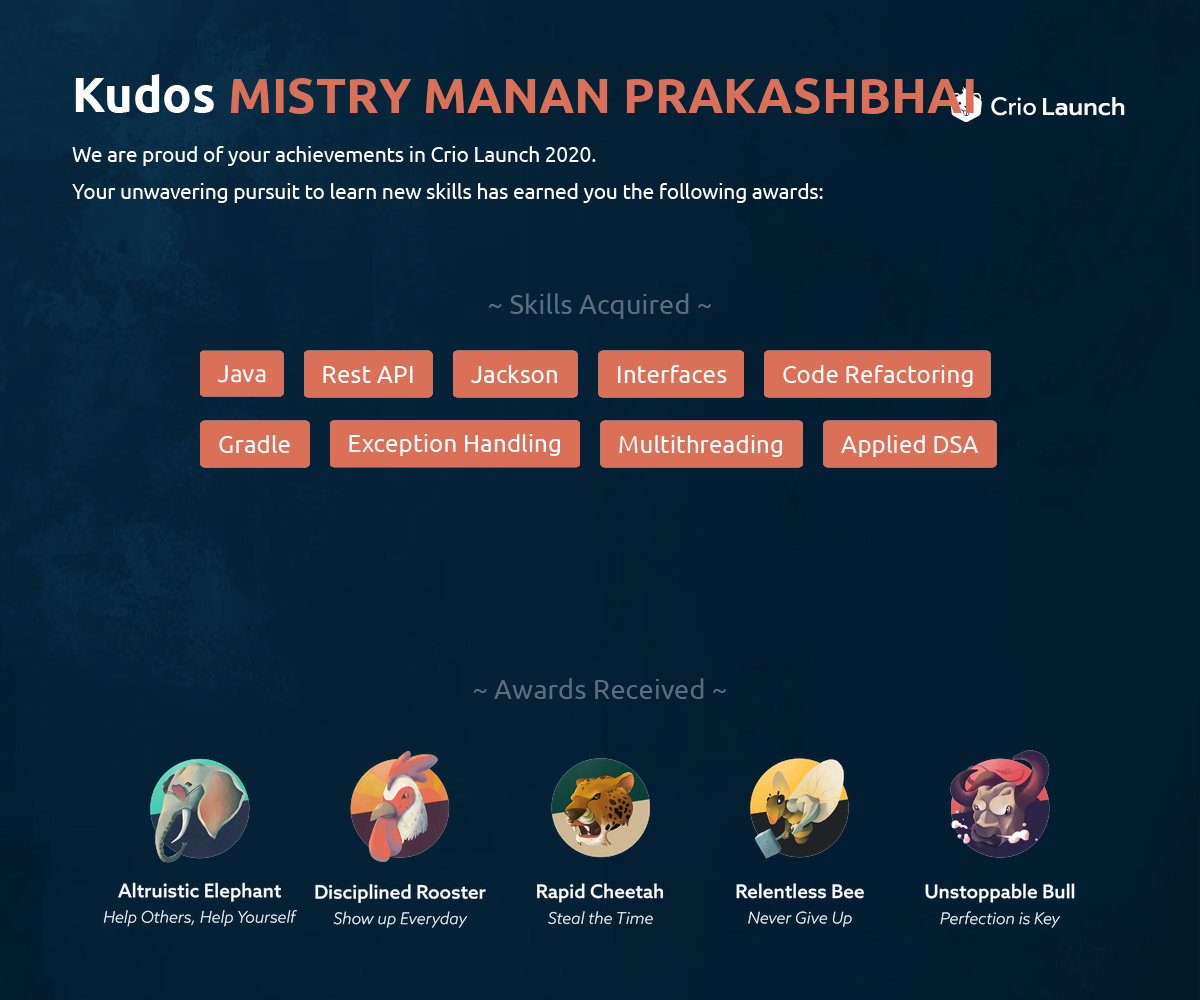 Kudos MISTRY MANAN PRAKASHBHAI
Crio Launch
We are proud of your achievements in Crio Launch 2020.
Your unwavering pursuit to learn new skills has earned you the following awards:
~ Skills Acquired ~
Java Rest API Jackson Interfaces Code Refactoring
Gradle Exception Handling Multithreading Applied DSA
~ Awards Received ~
Altruistic Elephant Disciplined Rooster Rapid Cheetah Relentless Bee Unstoppable Bull
Help Others, Help Yourself Show up Everyday Steal the Time Never Give Up Perfection is Key